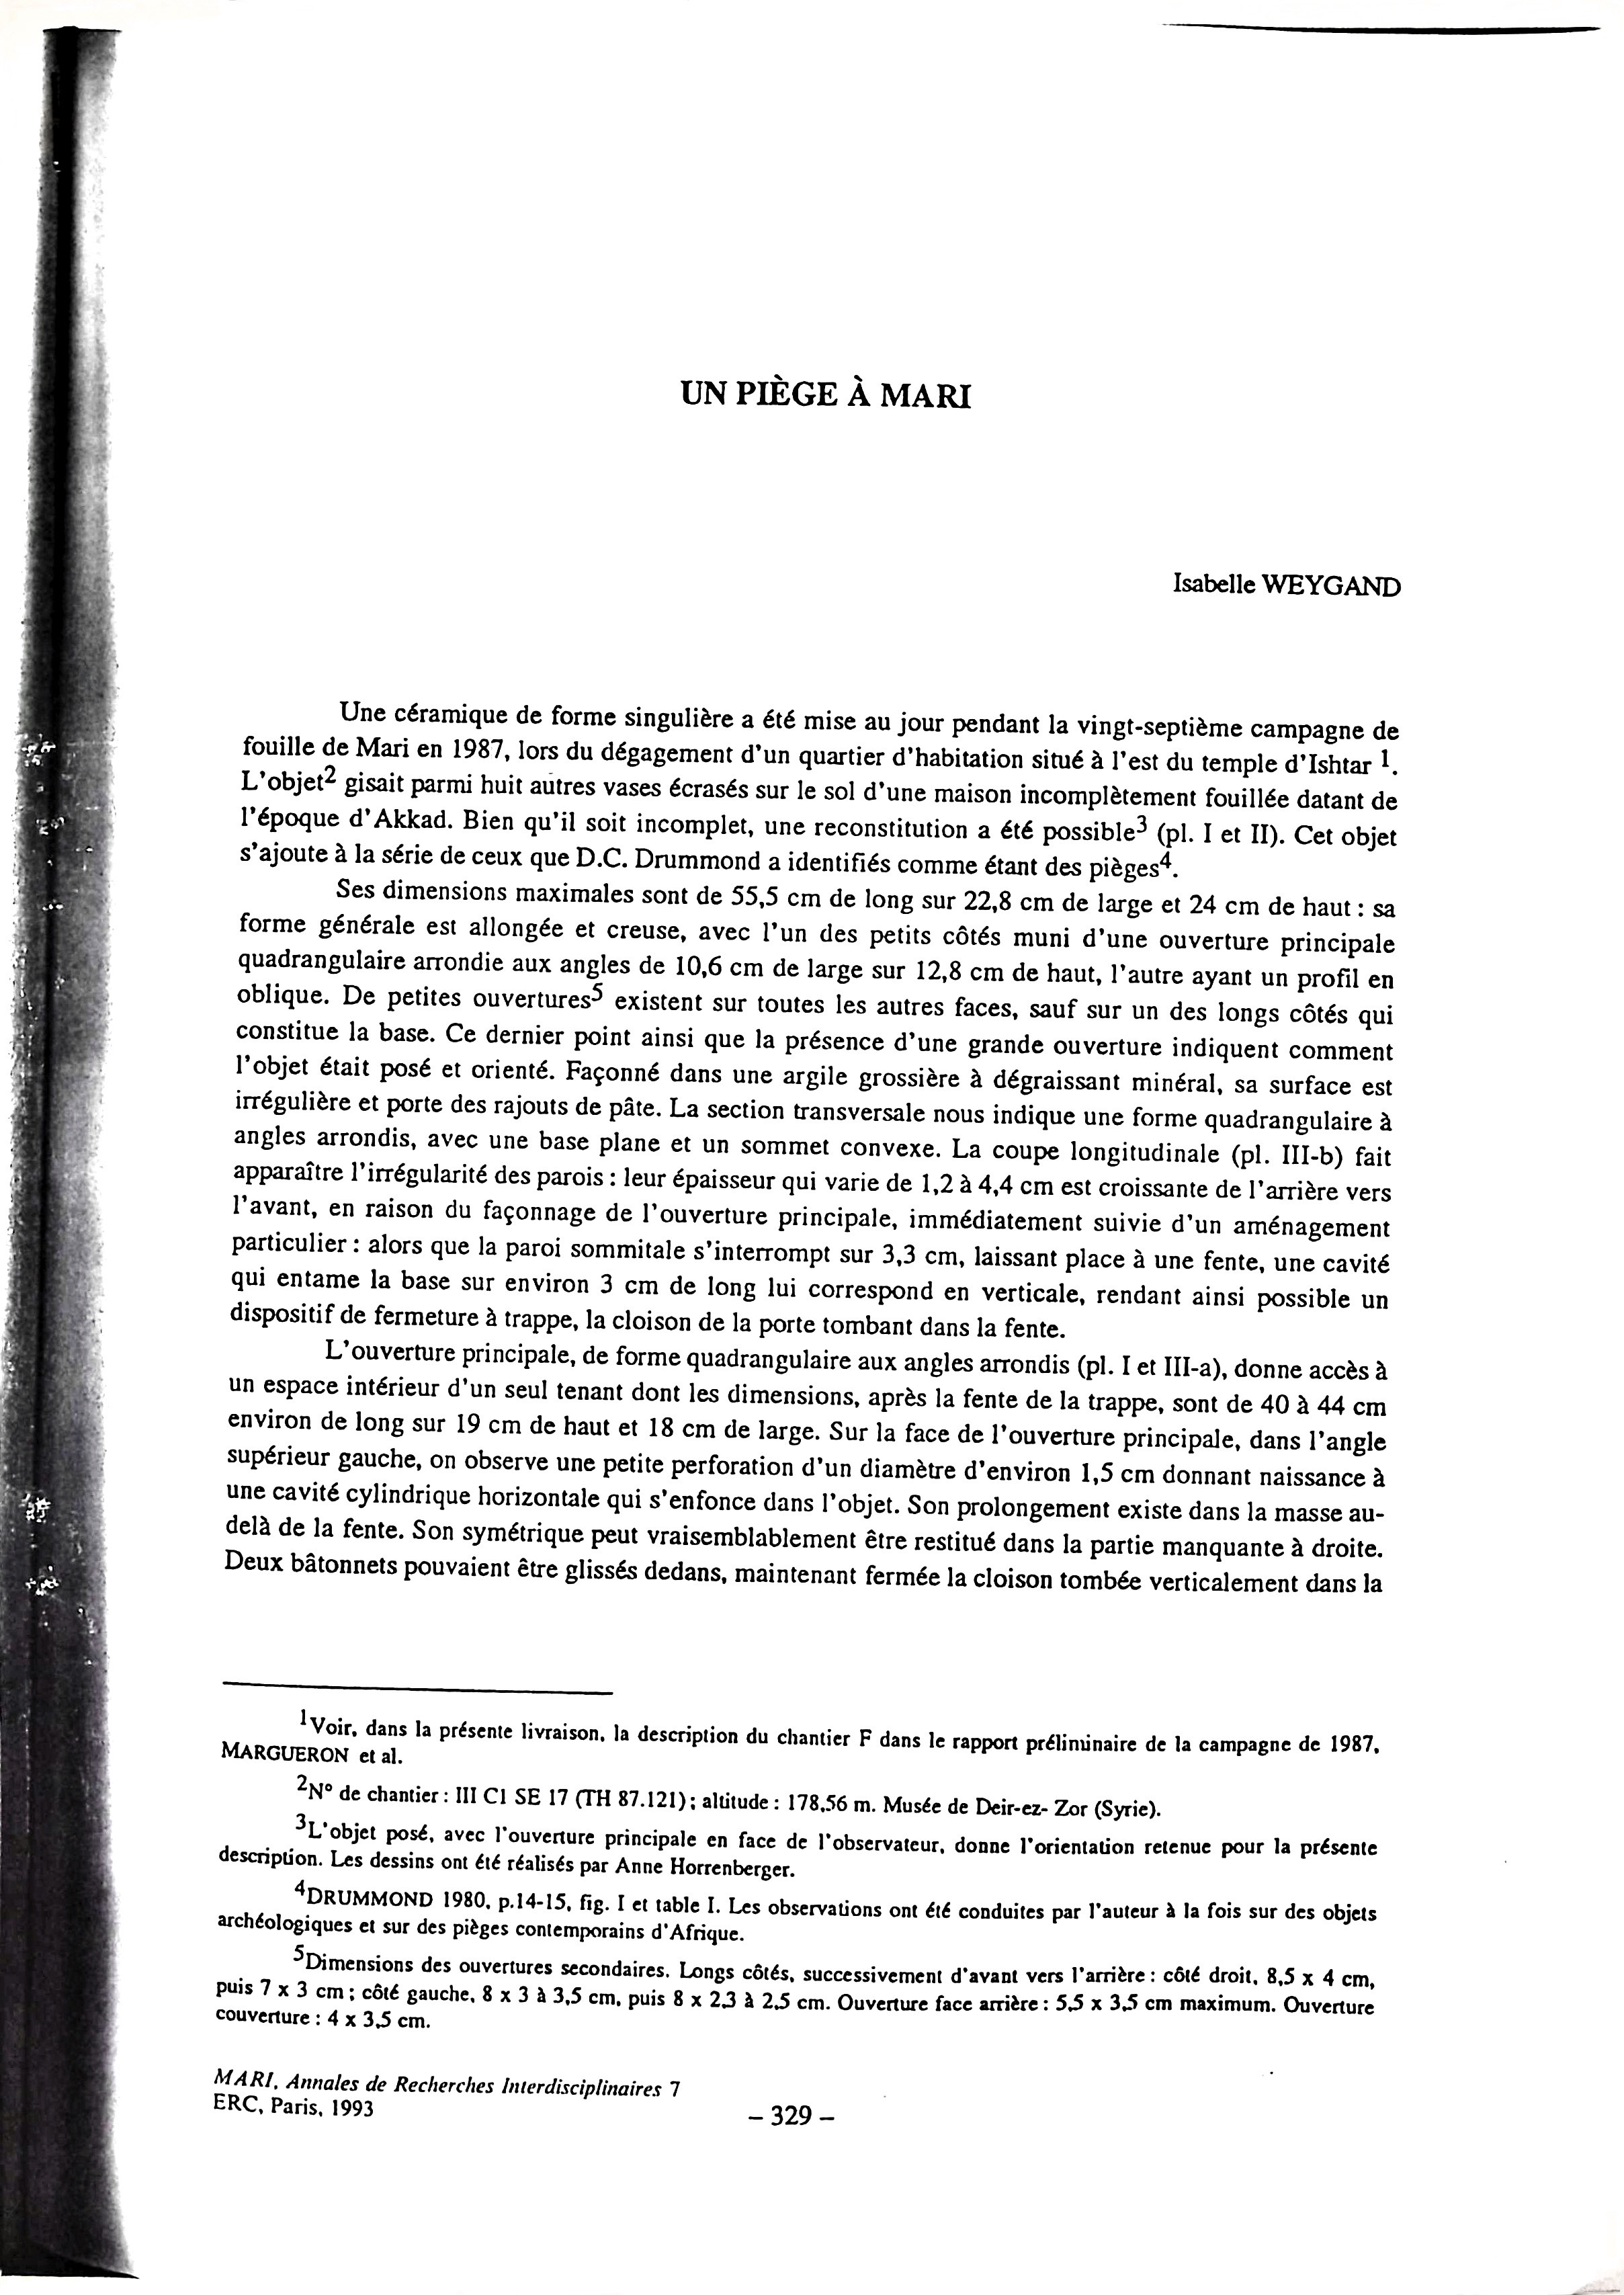 UN PIÈGE À MARI
Isabelle WEYGAND
Une céramique de forme singulière a été mise au jour pendant la vingt-septième campagne de
fouille de Mari en 1987, lors du dégagement d'un quartier d'habitation situé à l'est du temple d'Ishtar 1.
L'objet2 gisait parmi huit autres vases écrasés sur le sol d'une maison incomplètement fouillée datant de
l'époque d'Akkad. Bien qu'il soit incomplet, une reconstitution a été possible3 (pl. I et II). Cet objet
s'ajoute à la série de ceux que D.C. Drummond a identifiés comme étant des pièges4.
Ses dimensions maximales sont de 55,5 cm de long sur 22,8 cm de large et 24 cm de haut : sa
forme générale est allongée et creuse, avec l'un des petits côtés muni d'une ouverture principale
quadrangulaire arrondie aux angles de 10,6 cm de large sur 12,8 cm de haut, l'autre ayant un profil en
oblique. De petites ouvertures5 existent sur toutes les autres faces, sauf sur un des longs côtés qui
constitue la base. Ce dernier point ainsi que la présence d'une grande ouverture indiquent comment
l'objet était posé et orienté. Façonné dans une argile grossière à dégraissant minéral, sa surface est
irrégulière et porte des rajouts de pâte. La section transversale nous indique une forme quadrangulaire à
angles arrondis, avec une base plane et un sommet convexe. La coupe longitudinale (pl. III-b) fait
apparaître l'irrégularité des parois : leur épaisseur qui varie de 1,2 à 4,4 cm est croissante de l'arrière vers
l'avant, en raison du façonnage de l'ouverture principale, immédiatement suivie d'un aménagement
particulier : alors que la paroi sommitale s'interrompt sur 3,3 cm, laissant place à une fente, une cavité
qui entame la base sur environ 3 cm de long lui correspond en verticale, rendant ainsi possible un
dispositif de fermeture à trappe, la cloison de la porte tombant dans la fente.
L'ouverture principale, de forme quadrangulaire aux angles arrondis (pl. I et III-a), donne accès à
un espace intérieur d'un seul tenant dont les dimensions, après la fente de la trappe, sont de 40 à 44 cm
environ de long sur 19 cm de haut et 18 cm de large. Sur la face de l'ouverture principale, dans l'angle
supérieur gauche, on observe une petite perforation d'un diamètre d'environ 1,5 cm donnant naissance à
une cavité cylindrique horizontale qui s'enfonce dans l'objet. Son prolongement existe dans la masse au-
delà de la fente. Son symétrique peut vraisemblablement être restitué dans la partie manquante à droite.
Deux bâtonnets pouvaient être glissés dedans, maintenant fermée la cloison tombée verticalement dans la
1Voir, dans la présente livraison, la description du chantier F dans le rapport préliminaire de la campagne de 1987,
MARGUERON et al.
2N° de chantier : III C1 SE 17 (TH 87.121) ; altitude : 178,56 m. Musée de Deir-ez- Zor (Syrie).
3L'objet posé, avec l'ouverture principale en face de l'observateur, donne l'orientation retenue pour la présente
description. Les dessins ont été réalisés par Anne Horrenberger.
4DRUMMOND 1980, p.14-15, fig. I et table I. Les observations ont été conduites par l'auteur à la fois sur des objets
archéologiques et sur des pièges contemporains d'Afrique.
5Dimensions des ouvertures secondaires. Longs côtés, successivement d'avant vers l'arrière : côté droit, 8,5 x 4 cm,
puis 7 x 3 cm ; côté gauche, 8 x 3 à 3,5 cm, puis 8 x 2,3 à 2,5 cm. Ouverture face arrière : 5,5 x 3,5 cm maximum. Ouverture
couverture : 4 x 3,5 cm.
MARI, Annales de Recherches Interdisciplinaires 7
ERC, Paris, 1993
– 329 –